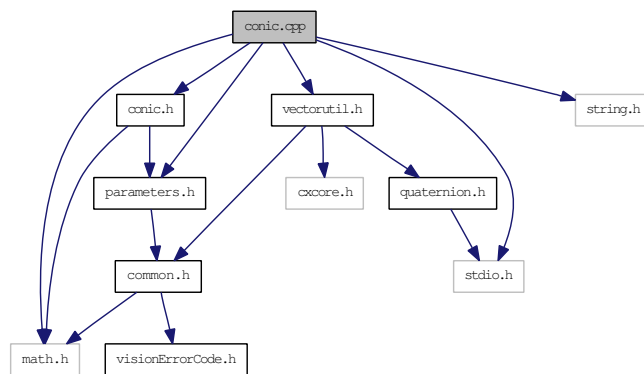 conic.cpp
conic.h
vectorutil.h
string.h
parameters.h
cxcore.h
quaternion.h
common.h
stdio.h
math.h
visionErrorCode.h